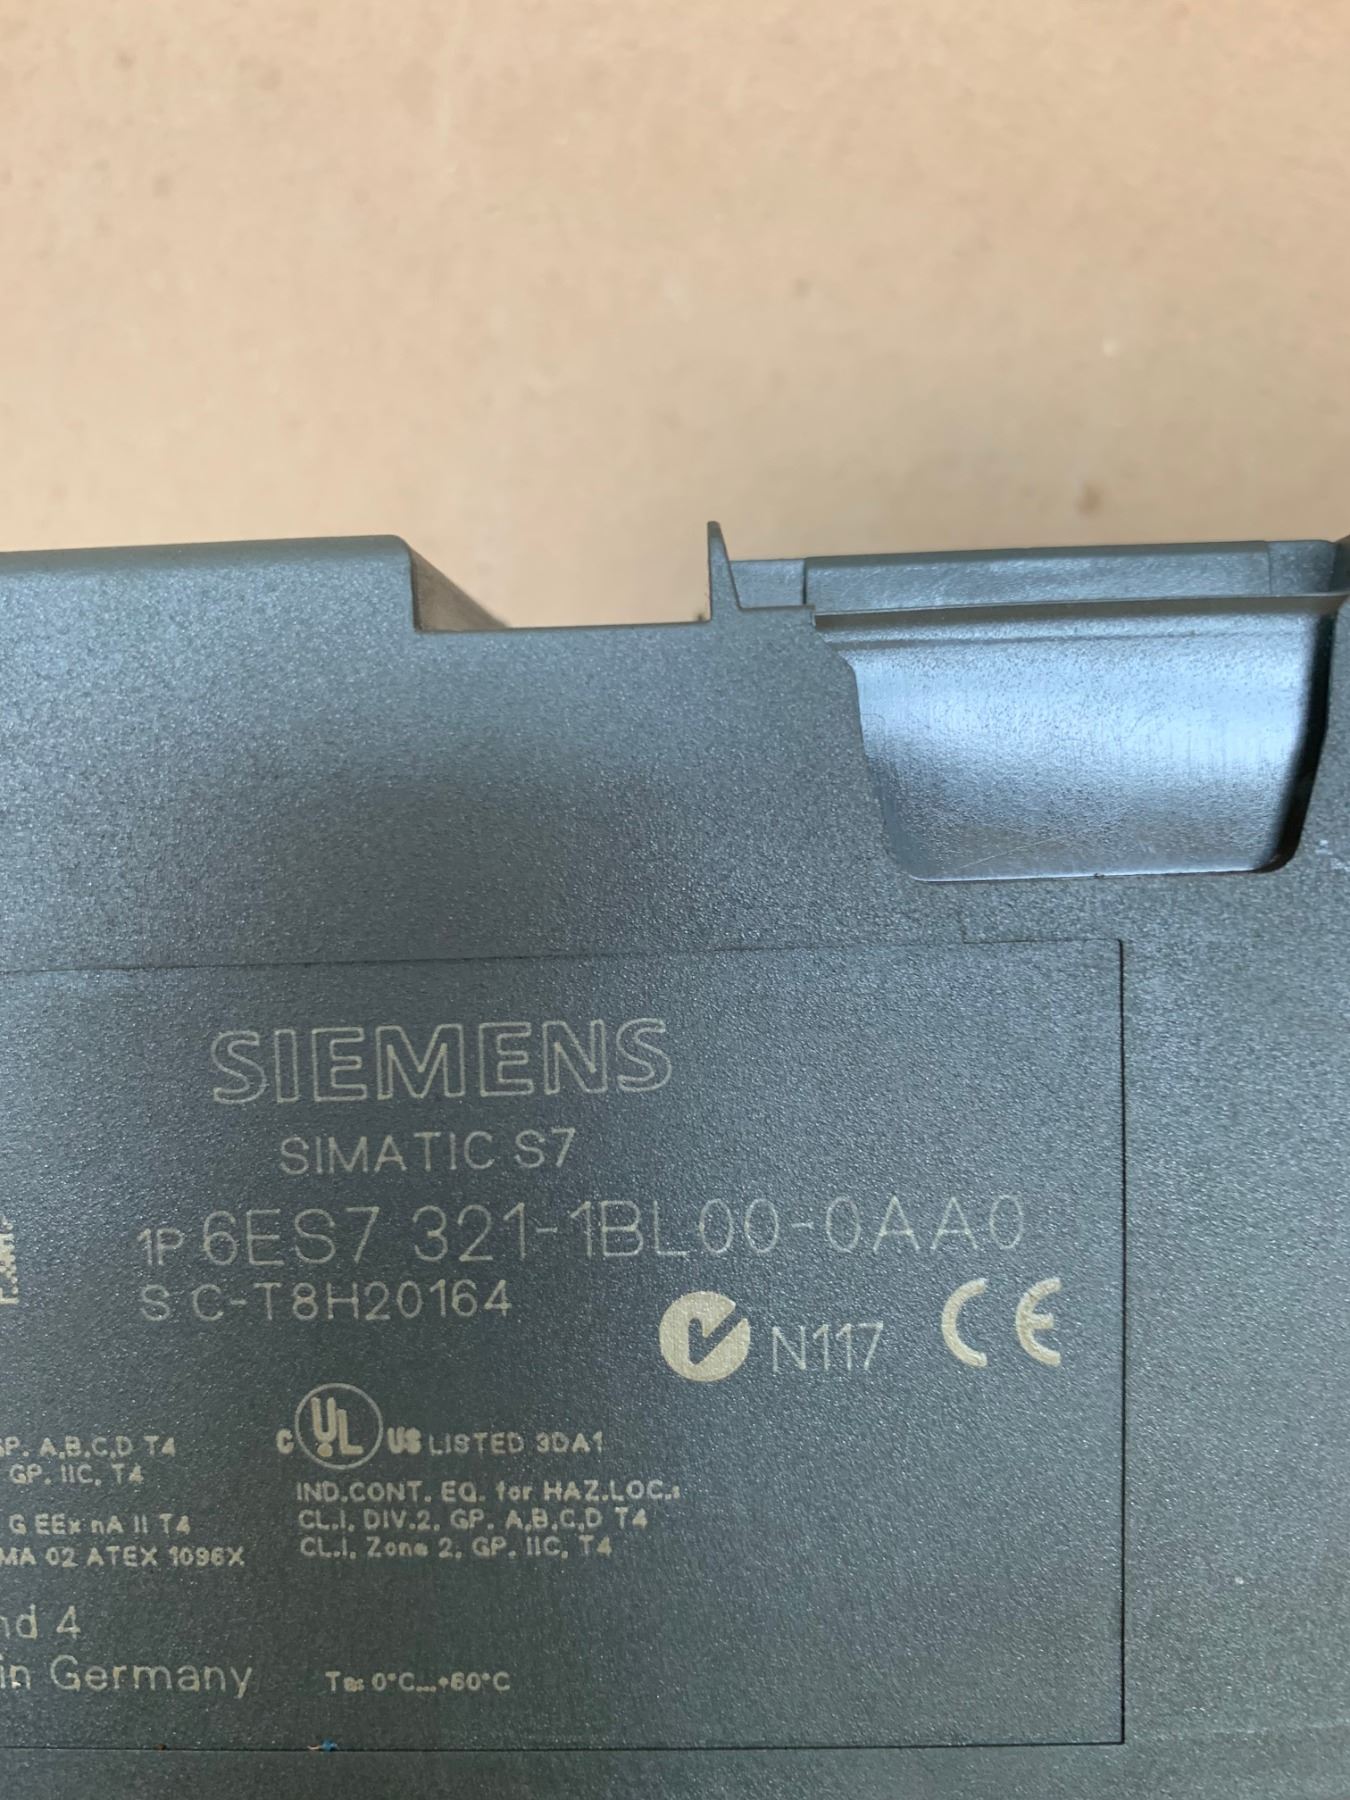 SIEMENS
SIMATIC S7
1P 6ES7 321-1BL00-0AA0
S C-T8H20164
N117 CE
C UL US LISTED 3DA1
IND.CONT. EQ. for HAZ.LOC.:
CL.I, DIV.2, GP. A,B,C,D T4
CL.I, Zone 2, GP. IIC, T4
GP. A,B,C,D T4
GP. IIC, T4
G EEx nA II T4
02 ATEX 1096X
4
in Germany
Ta: 0°C...+60°C